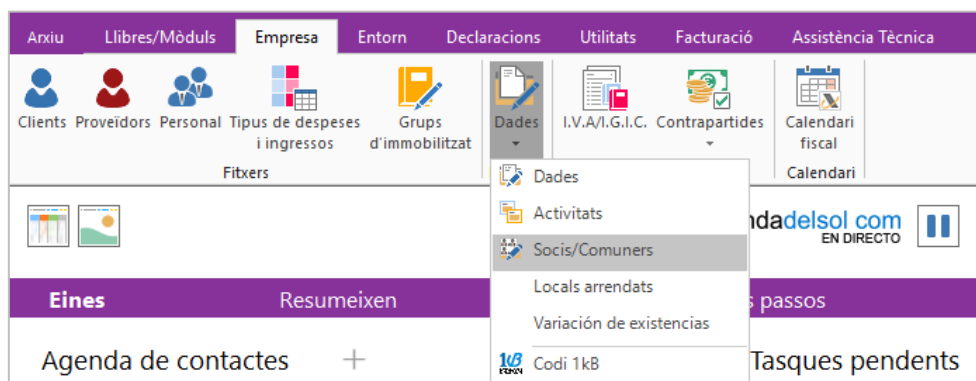 Arxiu Llibres/Mòduls Empresa Entorn Declaracions Utilitats Facturació Assistència Tècnica
Clients Proveïdors Personal Tipus de despeses i ingressos Grups d'immobilitzat Dades I.V.A/I.G.I.C. Contrapartides Calendari fiscal
Fitxers Calendari
Dades
Activitats
Socis/Comuners
Locals arrendats
Variación de existencias
Codi 1kB
delsol com
EN DIRECTO
Eines Resumeixen passos
Agenda de contactes + Tasques pendents